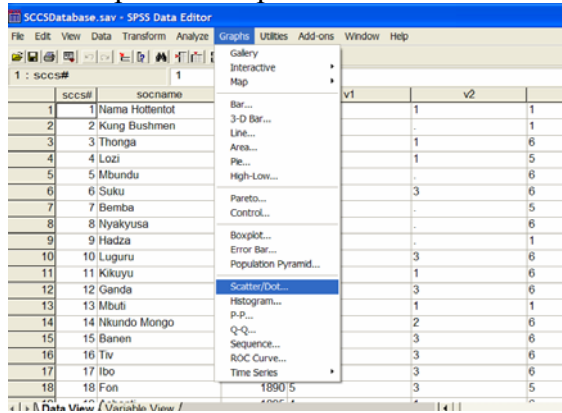 SCCSDatabase.sav - SPSS Data Editor
File Edit View Data Transform Analyze Graphs Utilities Add-ons Window Help
1 : sccs# 1
sccs# socname v1 v2
Gallery
Interactive
Map
Bar...
3-D Bar...
Line...
Area...
Pie...
High-Low...
Pareto...
Control...
Boxplot...
Error Bar...
Population Pyramid...
Scatter/Dot...
Histogram...
P-P...
Q-Q...
Sequence...
ROC Curve...
Time Series
1 1 Nama Hottentot 1 1
2 2 Kung Bushmen . 1
3 3 Thonga 1 6
4 4 Lozi 1 5
5 5 Mbundu . 6
6 6 Suku 3 6
7 7 Bemba . 5
8 8 Nyakyusa . 6
9 9 Hadza . 1
10 10 Luguru 3 6
11 11 Kikuyu 1 6
12 12 Ganda 3 6
13 13 Mbuti 1 1
14 14 Nkundo Mongo 2 6
15 15 Banen 3 6
16 16 Tiv 3 6
17 17 Ibo 3 6
18 18 Fon 1890 5 3 5
Data View Variable View